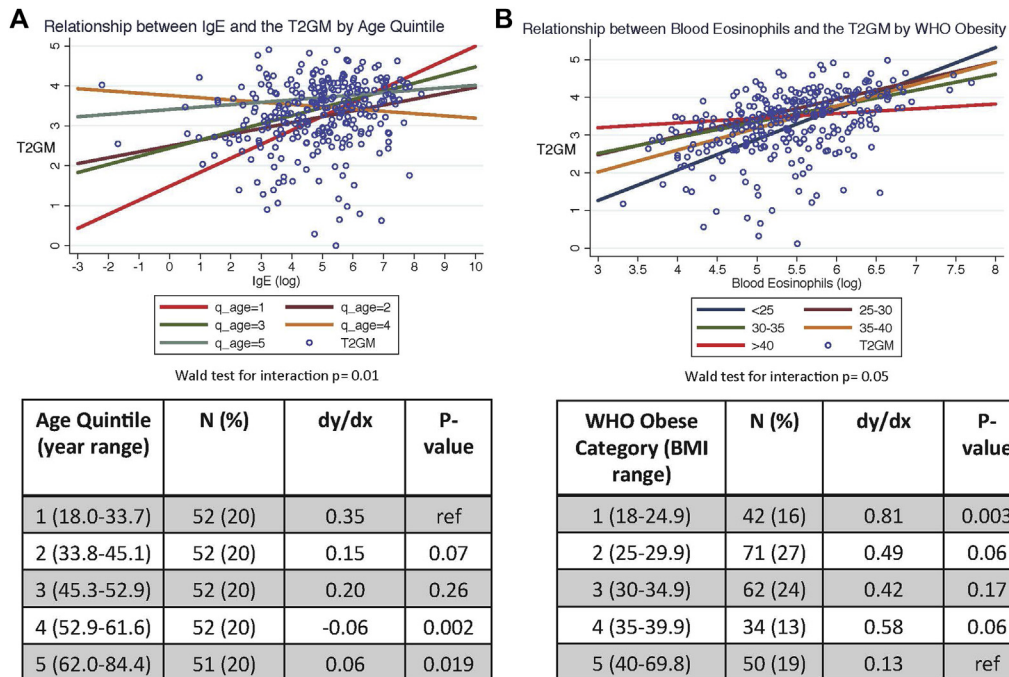 A
Relationship between IgE and the T2GM by Age Quintile
5
4
3
T2GM
2
1
0
-3 -2 -1 0 1 2 3 4 5 6 7 8 9 10
IgE (log)
q_age=1 q_age=2
q_age=3 q_age=4
q_age=5 T2GM
Wald test for interaction p= 0.01
Age Quintile (year range) N (%) dy/dx P-value
1 (18.0-33.7) 52 (20) 0.35 ref
2 (33.8-45.1) 52 (20) 0.15 0.07
3 (45.3-52.9) 52 (20) 0.20 0.26
4 (52.9-61.6) 52 (20) -0.06 0.002
5 (62.0-84.4) 51 (20) 0.06 0.019
B
Relationship between Blood Eosinophils and the T2GM by WHO Obesity
5
4
3
T2GM
2
1
0
3 3.5 4 4.5 5 5.5 6 6.5 7 7.5 8
Blood Eosinophils (log)
<25 25-30
30-35 35-40
>40 T2GM
Wald test for interaction p= 0.05
WHO Obese Category (BMI range) N (%) dy/dx P-value
1 (18-24.9) 42 (16) 0.81 0.003
2 (25-29.9) 71 (27) 0.49 0.06
3 (30-34.9) 62 (24) 0.42 0.17
4 (35-39.9) 34 (13) 0.58 0.06
5 (40-69.8) 50 (19) 0.13 ref